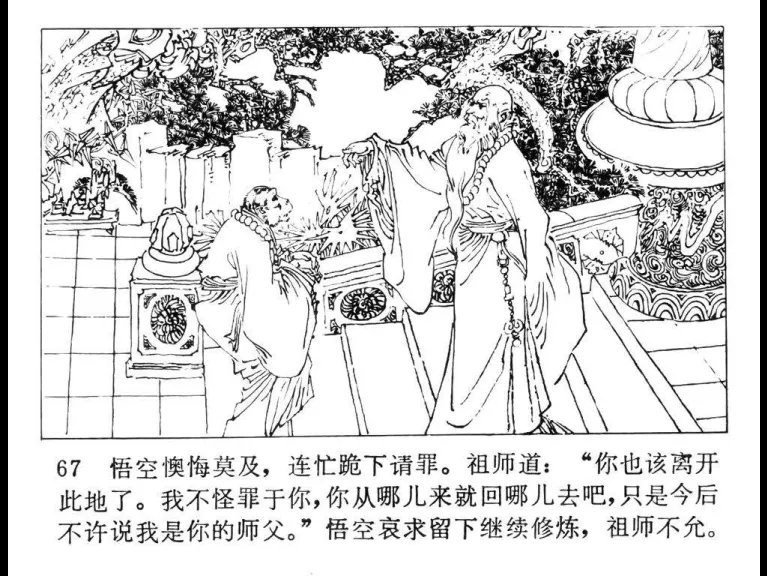 67 悟空懊悔莫及，连忙跪下请罪。祖师道：“你也该离开
此地了。我不怪罪于你，你从哪儿来就回哪儿去吧，只是今后
不许说我是你的师父。”悟空哀求留下继续修炼，祖师不允。